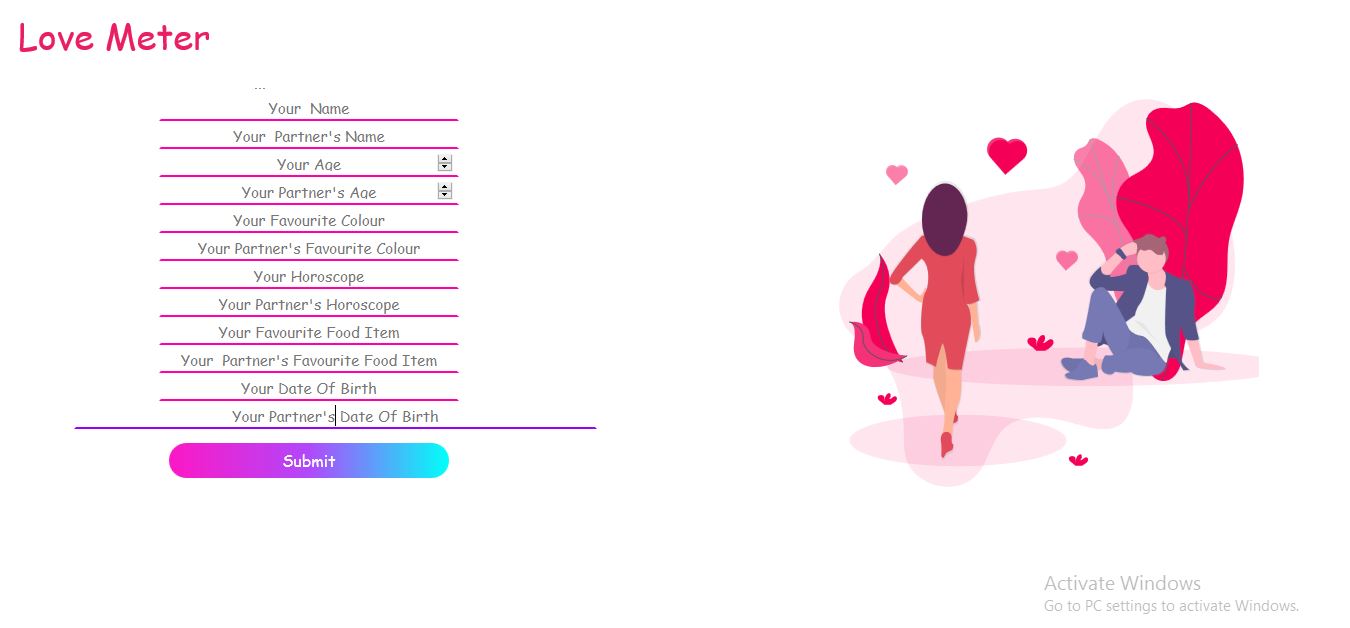 Love Meter
...
Your  Name
Your  Partner's Name
Your Age
Your Partner's Age
Your Favourite Colour
Your Partner's Favourite Colour
Your Horoscope
Your Partner's Horoscope
Your Favourite Food Item
Your  Partner's Favourite Food Item
Your Date Of Birth
Your Partner's Date Of Birth
Submit
Activate Windows
Go to PC settings to activate Windows.